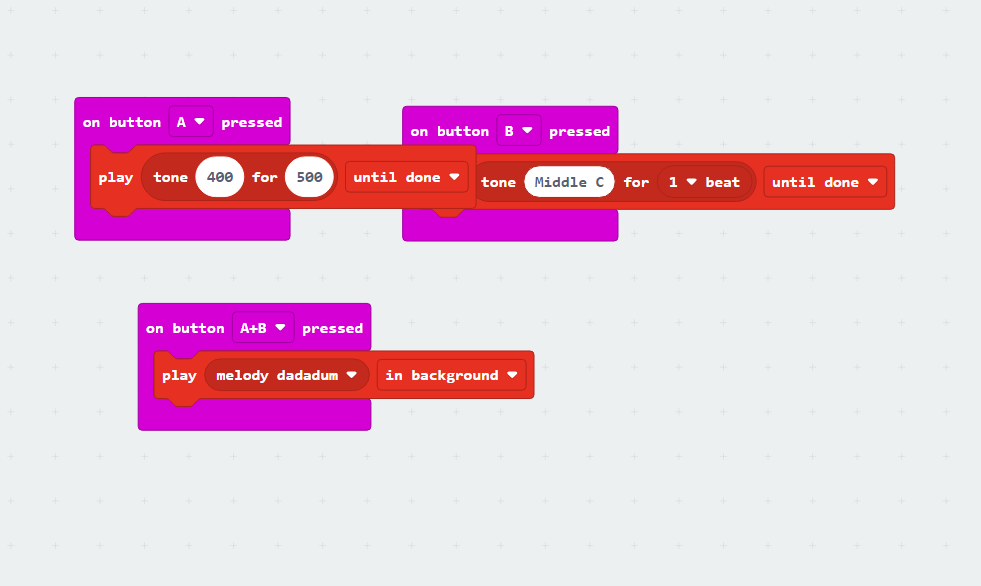 on button A pressed
play tone 400 for 500 until done
on button B pressed
tone Middle C for 1 beat until done
on button A+B pressed
play melody dadadum in background